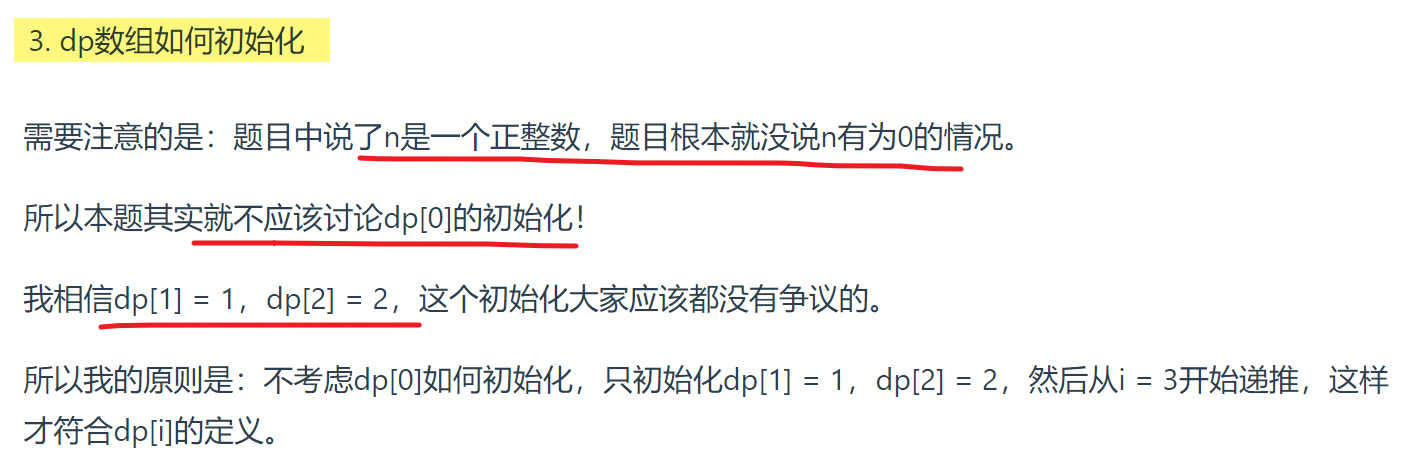 3. dp数组如何初始化
需要注意的是：题目中说了n是一个正整数，题目根本就没说n有为0的情况。
所以本题其实就不应该讨论dp[0]的初始化！
我相信dp[1] = 1，dp[2] = 2，这个初始化大家应该都没有争议的。
所以我的原则是：不考虑dp[0]如何初始化，只初始化dp[1] = 1，dp[2] = 2，然后从i = 3开始递推，这样
才符合dp[i]的定义。